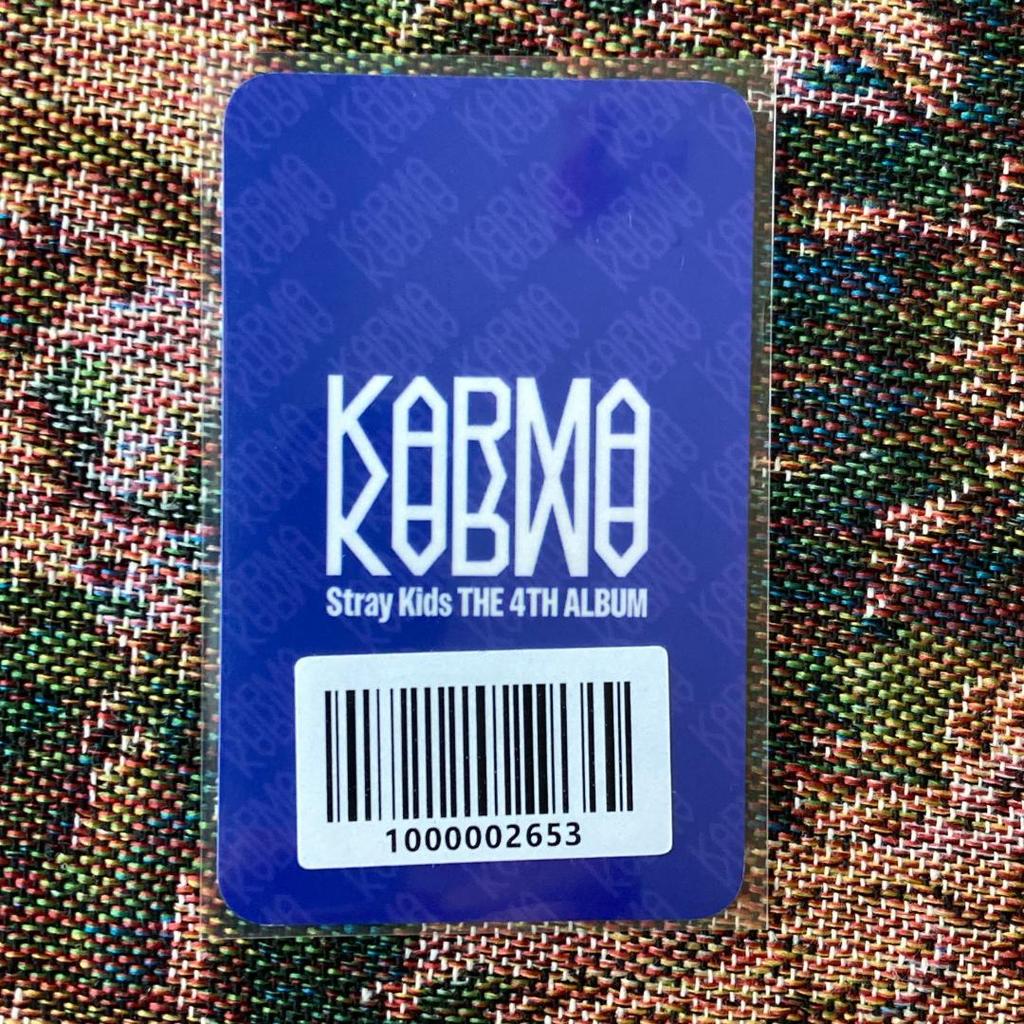 KARMA
Stray Kids THE 4TH ALBUM
1000002653